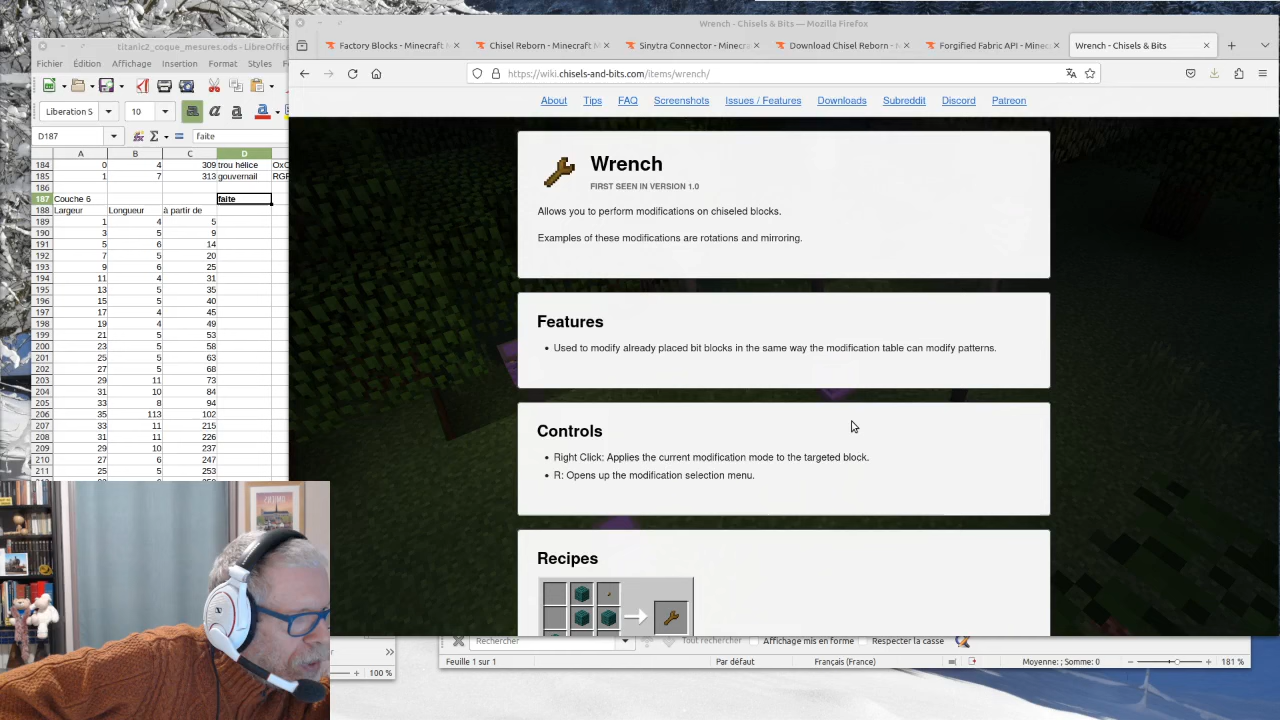 Wrench - Chisels & Bits — Mozilla Firefox
titanic2_coque_mesures.ods - LibreOffic
Factory Blocks - Minecraft M
Chisel Reborn - Minecraft M
Sinytra Connector - Minecra
Download Chisel Reborn - M
Forgified Fabric API - Minec
Wrench - Chisels & Bits
Fichier Édition Affichage Insertion Format Styles
https://wiki.chisels-and-bits.com/items/wrench/
About Tips FAQ Screenshots Issues / Features Downloads Subreddit Discord Patreon
Liberation S 10
D187 faite
A B C D
184 0 4 309 trou hélice
185 1 7 313 gouvernail
186
187 Couche 6 faite
188 Largeur Longueur à partir de
189 1 4 5
190 3 5 9
191 5 6 14
192 7 5 20
193 9 6 25
194 11 4 31
195 13 5 35
196 15 5 40
197 17 4 45
198 19 4 49
199 21 5 53
200 23 5 58
201 25 5 63
202 27 5 68
203 29 11 73
204 31 10 84
205 33 8 94
206 35 113 102
207 33 11 215
208 31 11 226
209 29 10 237
210 27 6 247
211 25 5 253
Wrench
FIRST SEEN IN VERSION 1.0
Allows you to perform modifications on chiseled blocks.
Examples of these modifications are rotations and mirroring.
Features
• Used to modify already placed bit blocks in the same way the modification table can modify patterns.
Controls
• Right Click: Applies the current modification mode to the targeted block.
• R: Opens up the modification selection menu.
Recipes
Rechercher Tout rechercher Affichage mis en forme Respecter la casse
Feuille 1 sur 1 Par défaut Français (France) Moyenne: ; Somme: 0 181 %
100 %